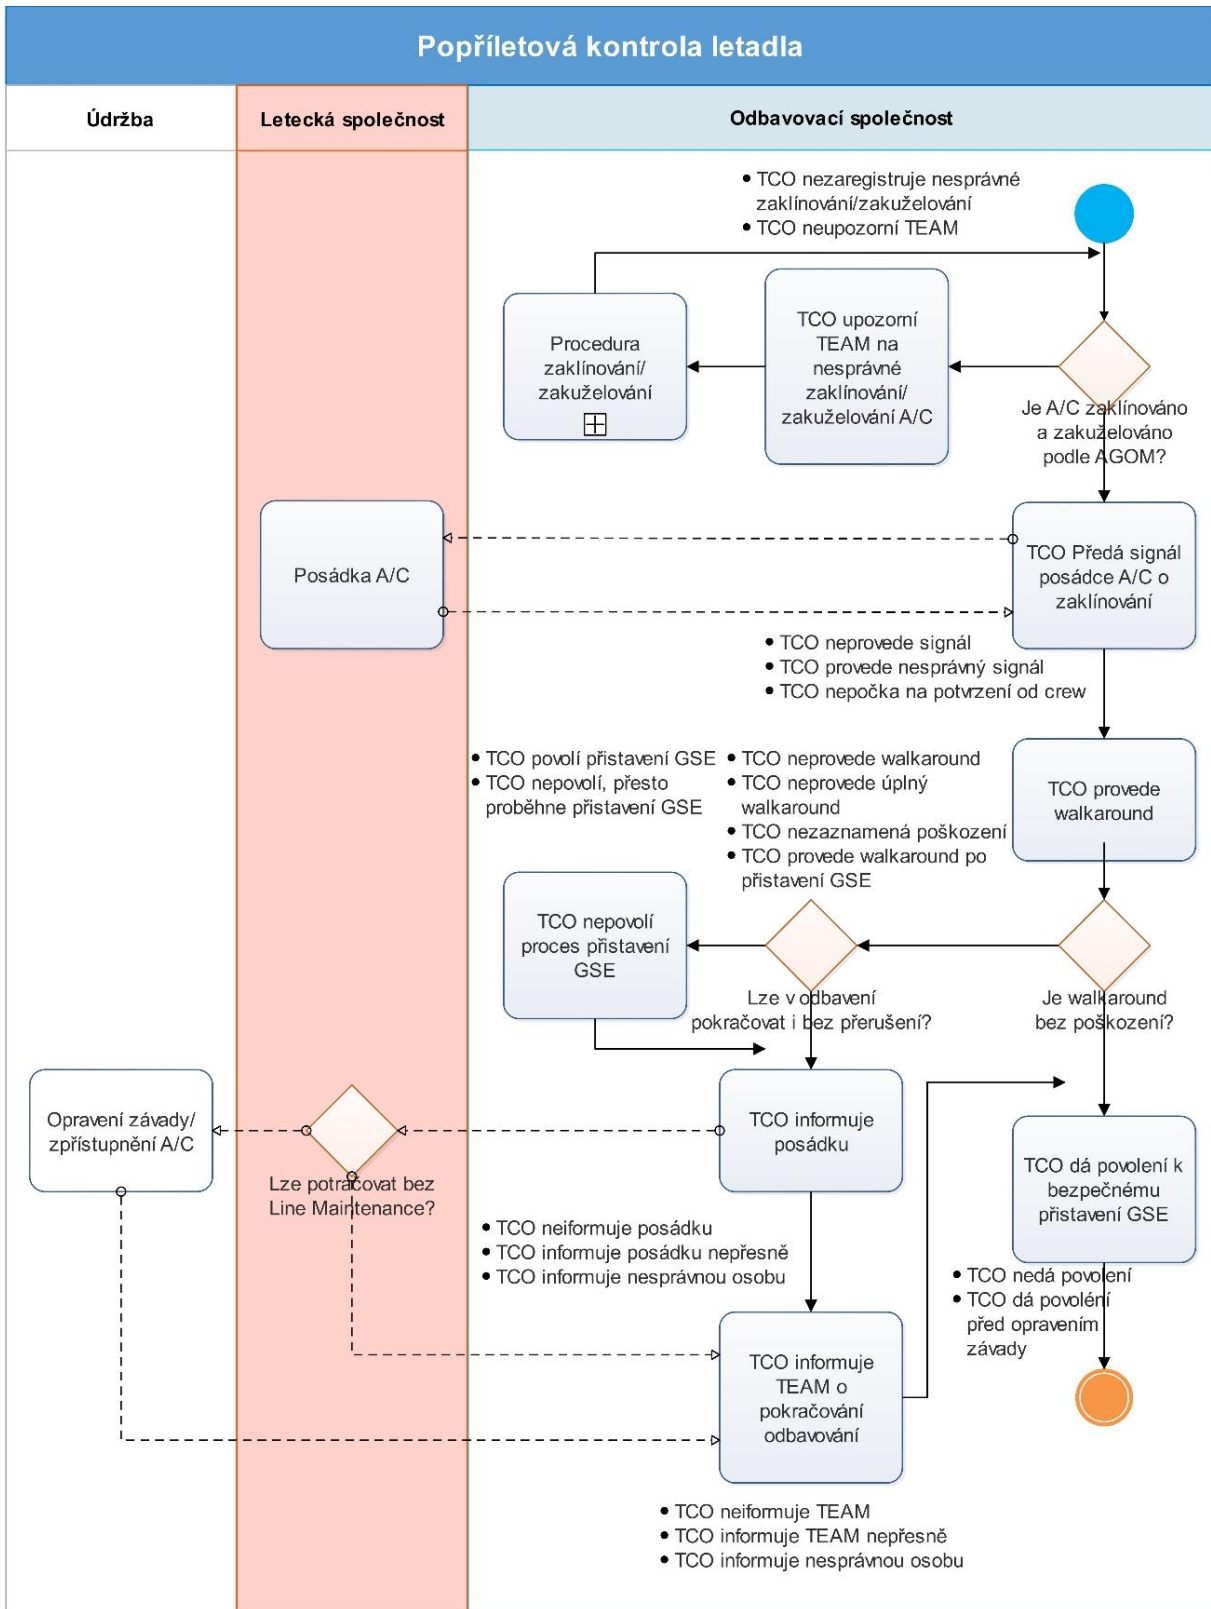 Popříletová kontrola letadla
Údržba
Letecká společnost
Odbavovací společnost
• TCO nezaregistruje nesprávné
zaklínování/zakuželování
• TCO neupozorní TEAM
Procedura
zaklínování/
zakuželování
TCO upozorní
TEAM na
nesprávné
zaklínování/
zakuželování A/C
Je A/C zaklínováno
a zakuželováno
podle AGOM?
Posádka A/C
TCO Předá signál
posádce A/C o
zaklínování
• TCO neprovede signál
• TCO provede nesprávný signál
• TCO nepočka na potvrzení od crew
• TCO povolí přistavení GSE
• TCO nepovolí, přesto
proběhne přistavení GSE
• TCO neprovede walkaround
• TCO neprovede úplný
walkaround
• TCO nezaznamená poškození
• TCO provede walkaround po
přistavení GSE
TCO provede
walkaround
TCO nepovolí
proces přistavení
GSE
Lze v odbavení
pokračovat i bez přerušení?
Je walkaround
bez poškození?
Opravení závady/
zpřístupnění A/C
Lze potračovat bez
Line Maintenance?
TCO informuje
posádku
TCO dá povolení k
bezpečnému
přistavení GSE
• TCO neiformuje posádku
• TCO informuje posádku nepřesně
• TCO informuje nesprávnou osobu
• TCO nedá povolení
• TCO dá povoléní
před opravením
závady
TCO informuje
TEAM o
pokračování
odbavování
• TCO neiformuje TEAM
• TCO informuje TEAM nepřesně
• TCO informuje nesprávnou osobu